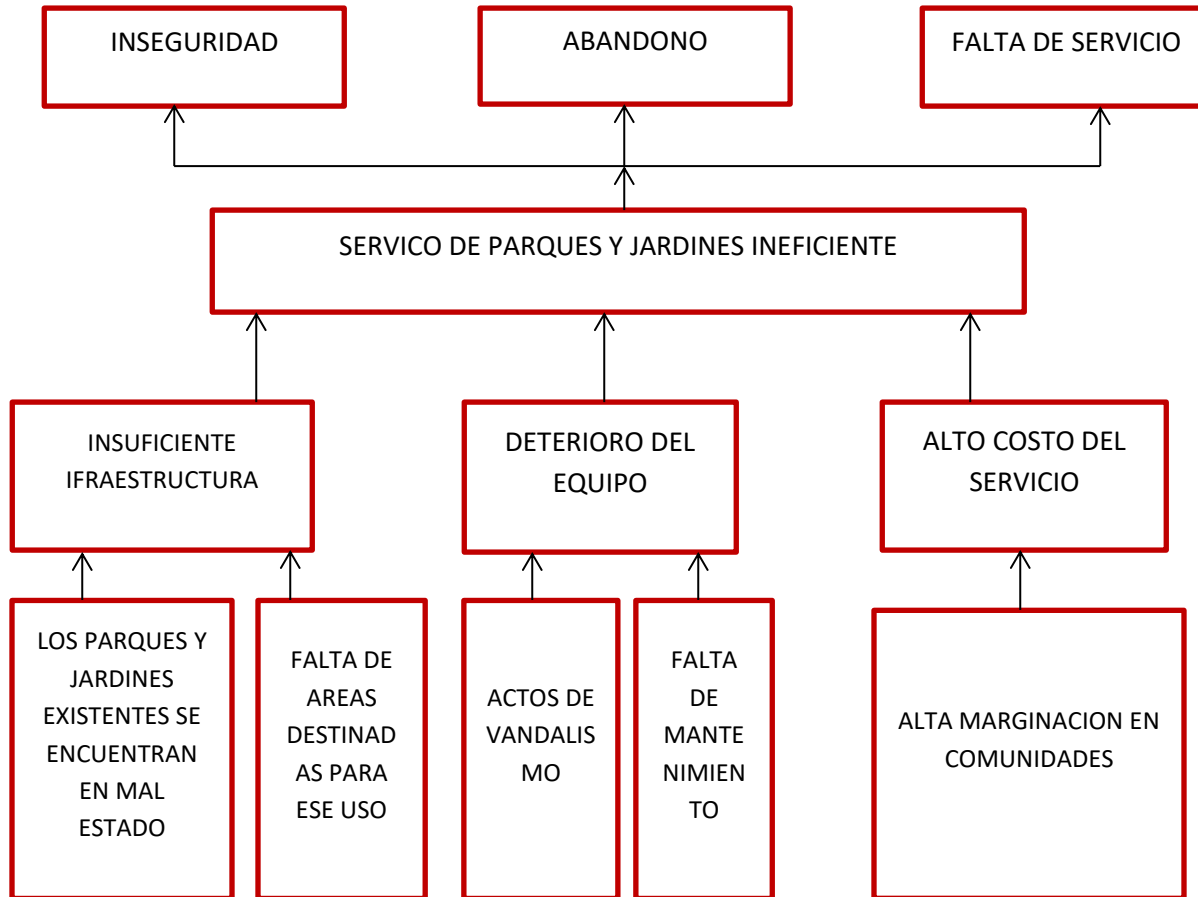 INSEGURIDAD
ABANDONO
FALTA DE SERVICIO
SERVICO DE PARQUES Y JARDINES INEFICIENTE
INSUFICIENTE
IFRAESTRUCTURA
DETERIORO DEL
EQUIPO
ALTO COSTO DEL
SERVICIO
LOS PARQUES Y
JARDINES
EXISTENTES SE
ENCUENTRAN
EN MAL
ESTADO
FALTA DE
AREAS
DESTINAD
AS PARA
ESE USO
ACTOS DE
VANDALIS
MO
FALTA
DE
MANTE
NIMIEN
TO
ALTA MARGINACION EN
COMUNIDADES